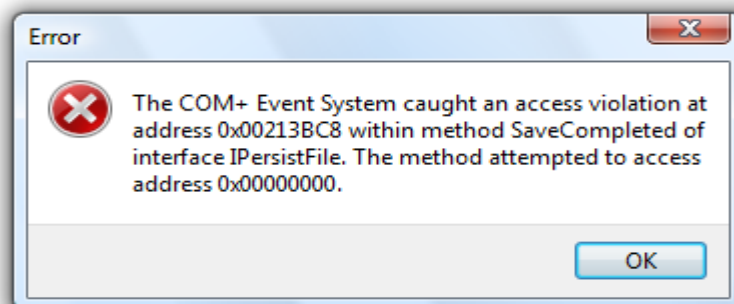 Error
The COM+ Event System caught an access violation at
address 0x00213BC8 within method SaveCompleted of
interface IPersistFile. The method attempted to access
address 0x00000000.
OK